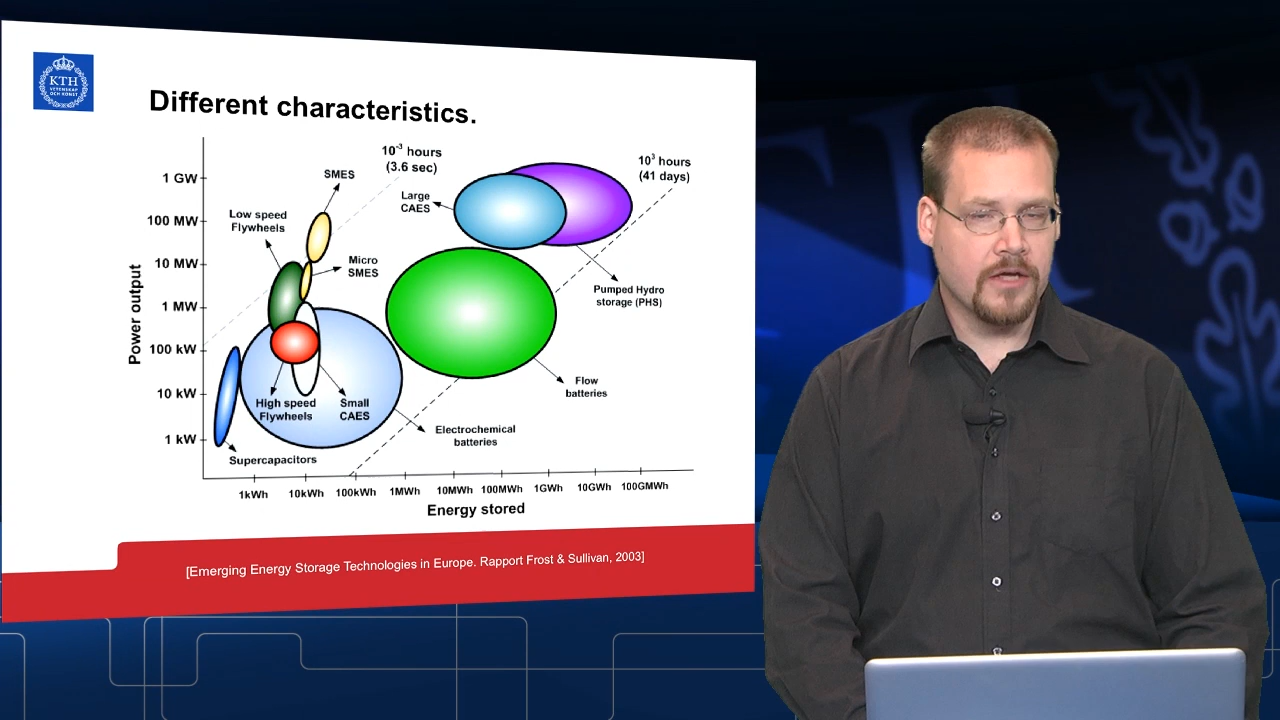 KTH
VETENSKAP
OCH KONST
Different characteristics.
10⁻³ hours
(3.6 sec)
10³ hours
(41 days)
1 GW
100 MW
10 MW
1 MW
100 kW
10 kW
1 kW
Power output
SMES
Low speed
Flywheels
Micro
SMES
Large
CAES
Pumped Hydro
storage (PHS)
Flow
batteries
High speed
Flywheels
Small
CAES
Electrochemical
batteries
Supercapacitors
1kWh
10kWh
100kWh
1MWh
10MWh
100MWh
1GWh
10GWh
100GMWh
Energy stored
[Emerging Energy Storage Technologies in Europe. Rapport Frost & Sullivan, 2003]